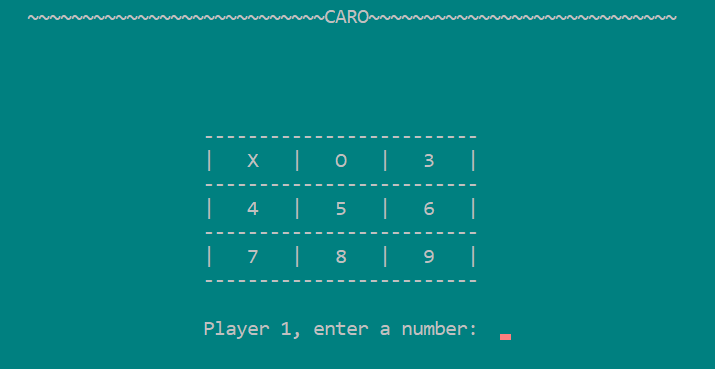 ~~~~~~~~~~~~~~~~~~~~~~~~~~~CARO~~~~~~~~~~~~~~~~~~~~~~~~~~~~
-------------------------
| X | O | 3 |
-------------------------
| 4 | 5 | 6 |
-------------------------
| 7 | 8 | 9 |
-------------------------
Player 1, enter a number: